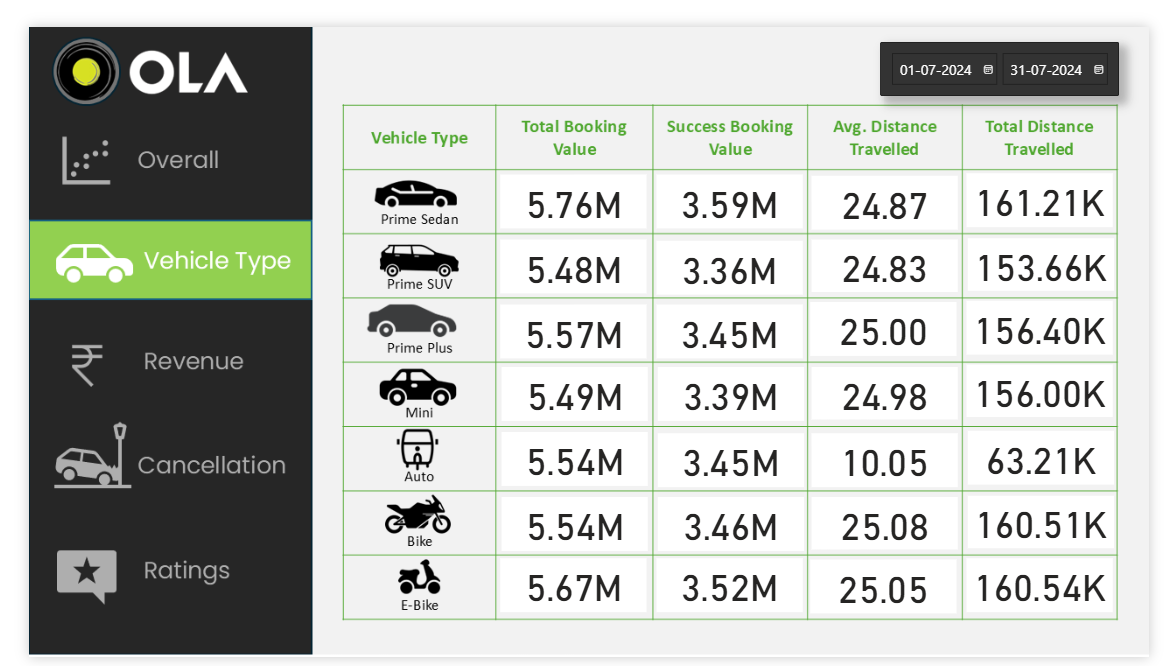 OLA
01-07-2024 31-07-2024
Overall
Vehicle Type
Revenue
Cancellation
Ratings
Vehicle Type
Total Booking
Value
Success Booking
Value
Avg. Distance
Travelled
Total Distance
Travelled
Prime Sedan
5.76M 3.59M 24.87 161.21K
Prime SUV
5.48M 3.36M 24.83 153.66K
Prime Plus
5.57M 3.45M 25.00 156.40K
Mini
5.49M 3.39M 24.98 156.00K
Auto
5.54M 3.45M 10.05 63.21K
Bike
5.54M 3.46M 25.08 160.51K
E-Bike
5.67M 3.52M 25.05 160.54K